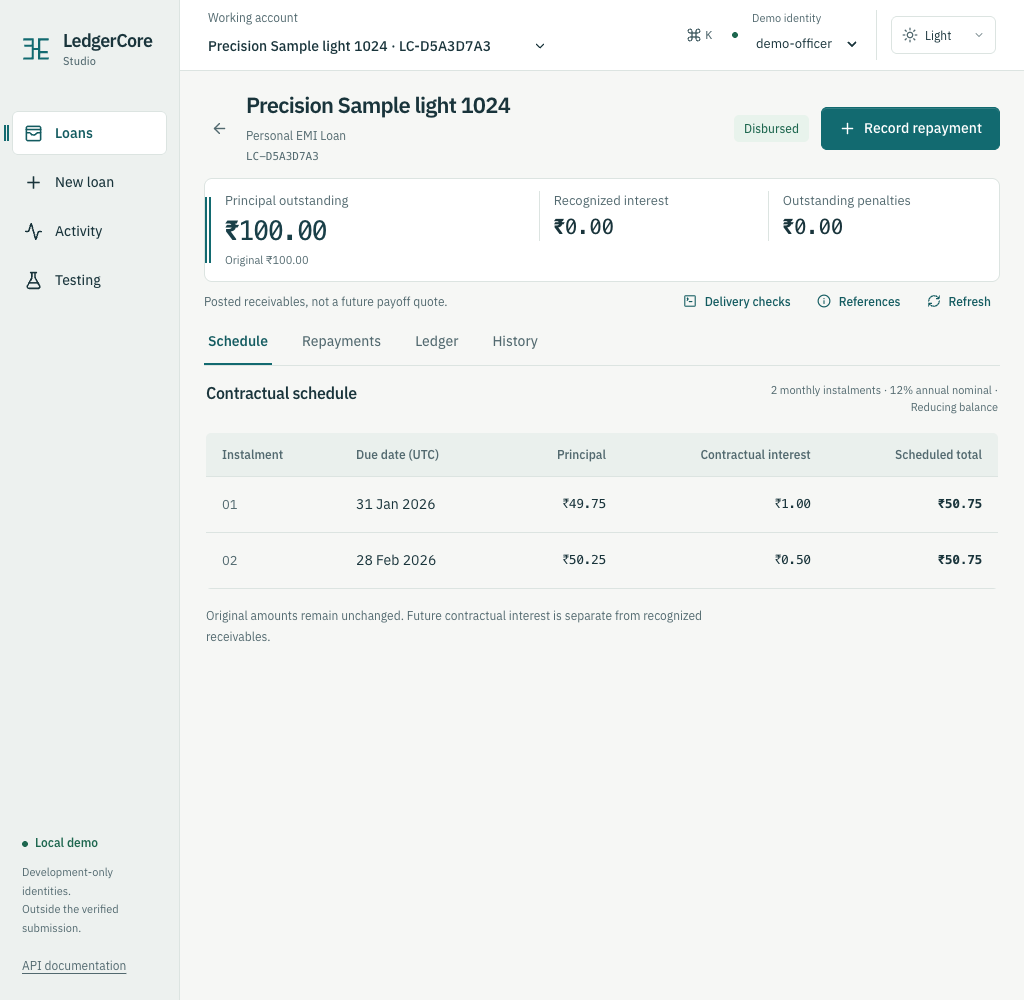 LedgerCore
Studio
Loans
New loan
Activity
Testing
Local demo
Development-only
identities.
Outside the verified
submission.
API documentation
Working account
Precision Sample light 1024 · LC-D5A3D7A3
⌘ K
Demo identity
demo-officer
Light
Precision Sample light 1024
Personal EMI Loan
LC-D5A3D7A3
Disbursed
Record repayment
Principal outstanding
₹100.00
Original ₹100.00
Recognized interest
₹0.00
Outstanding penalties
₹0.00
Posted receivables, not a future payoff quote.
Delivery checks
References
Refresh
Schedule Repayments Ledger History
Contractual schedule
2 monthly instalments · 12% annual nominal ·
Reducing balance
Instalment Due date (UTC) Principal Contractual interest Scheduled total
01 31 Jan 2026 ₹49.75 ₹1.00 ₹50.75
02 28 Feb 2026 ₹50.25 ₹0.50 ₹50.75
Original amounts remain unchanged. Future contractual interest is separate from recognized
receivables.